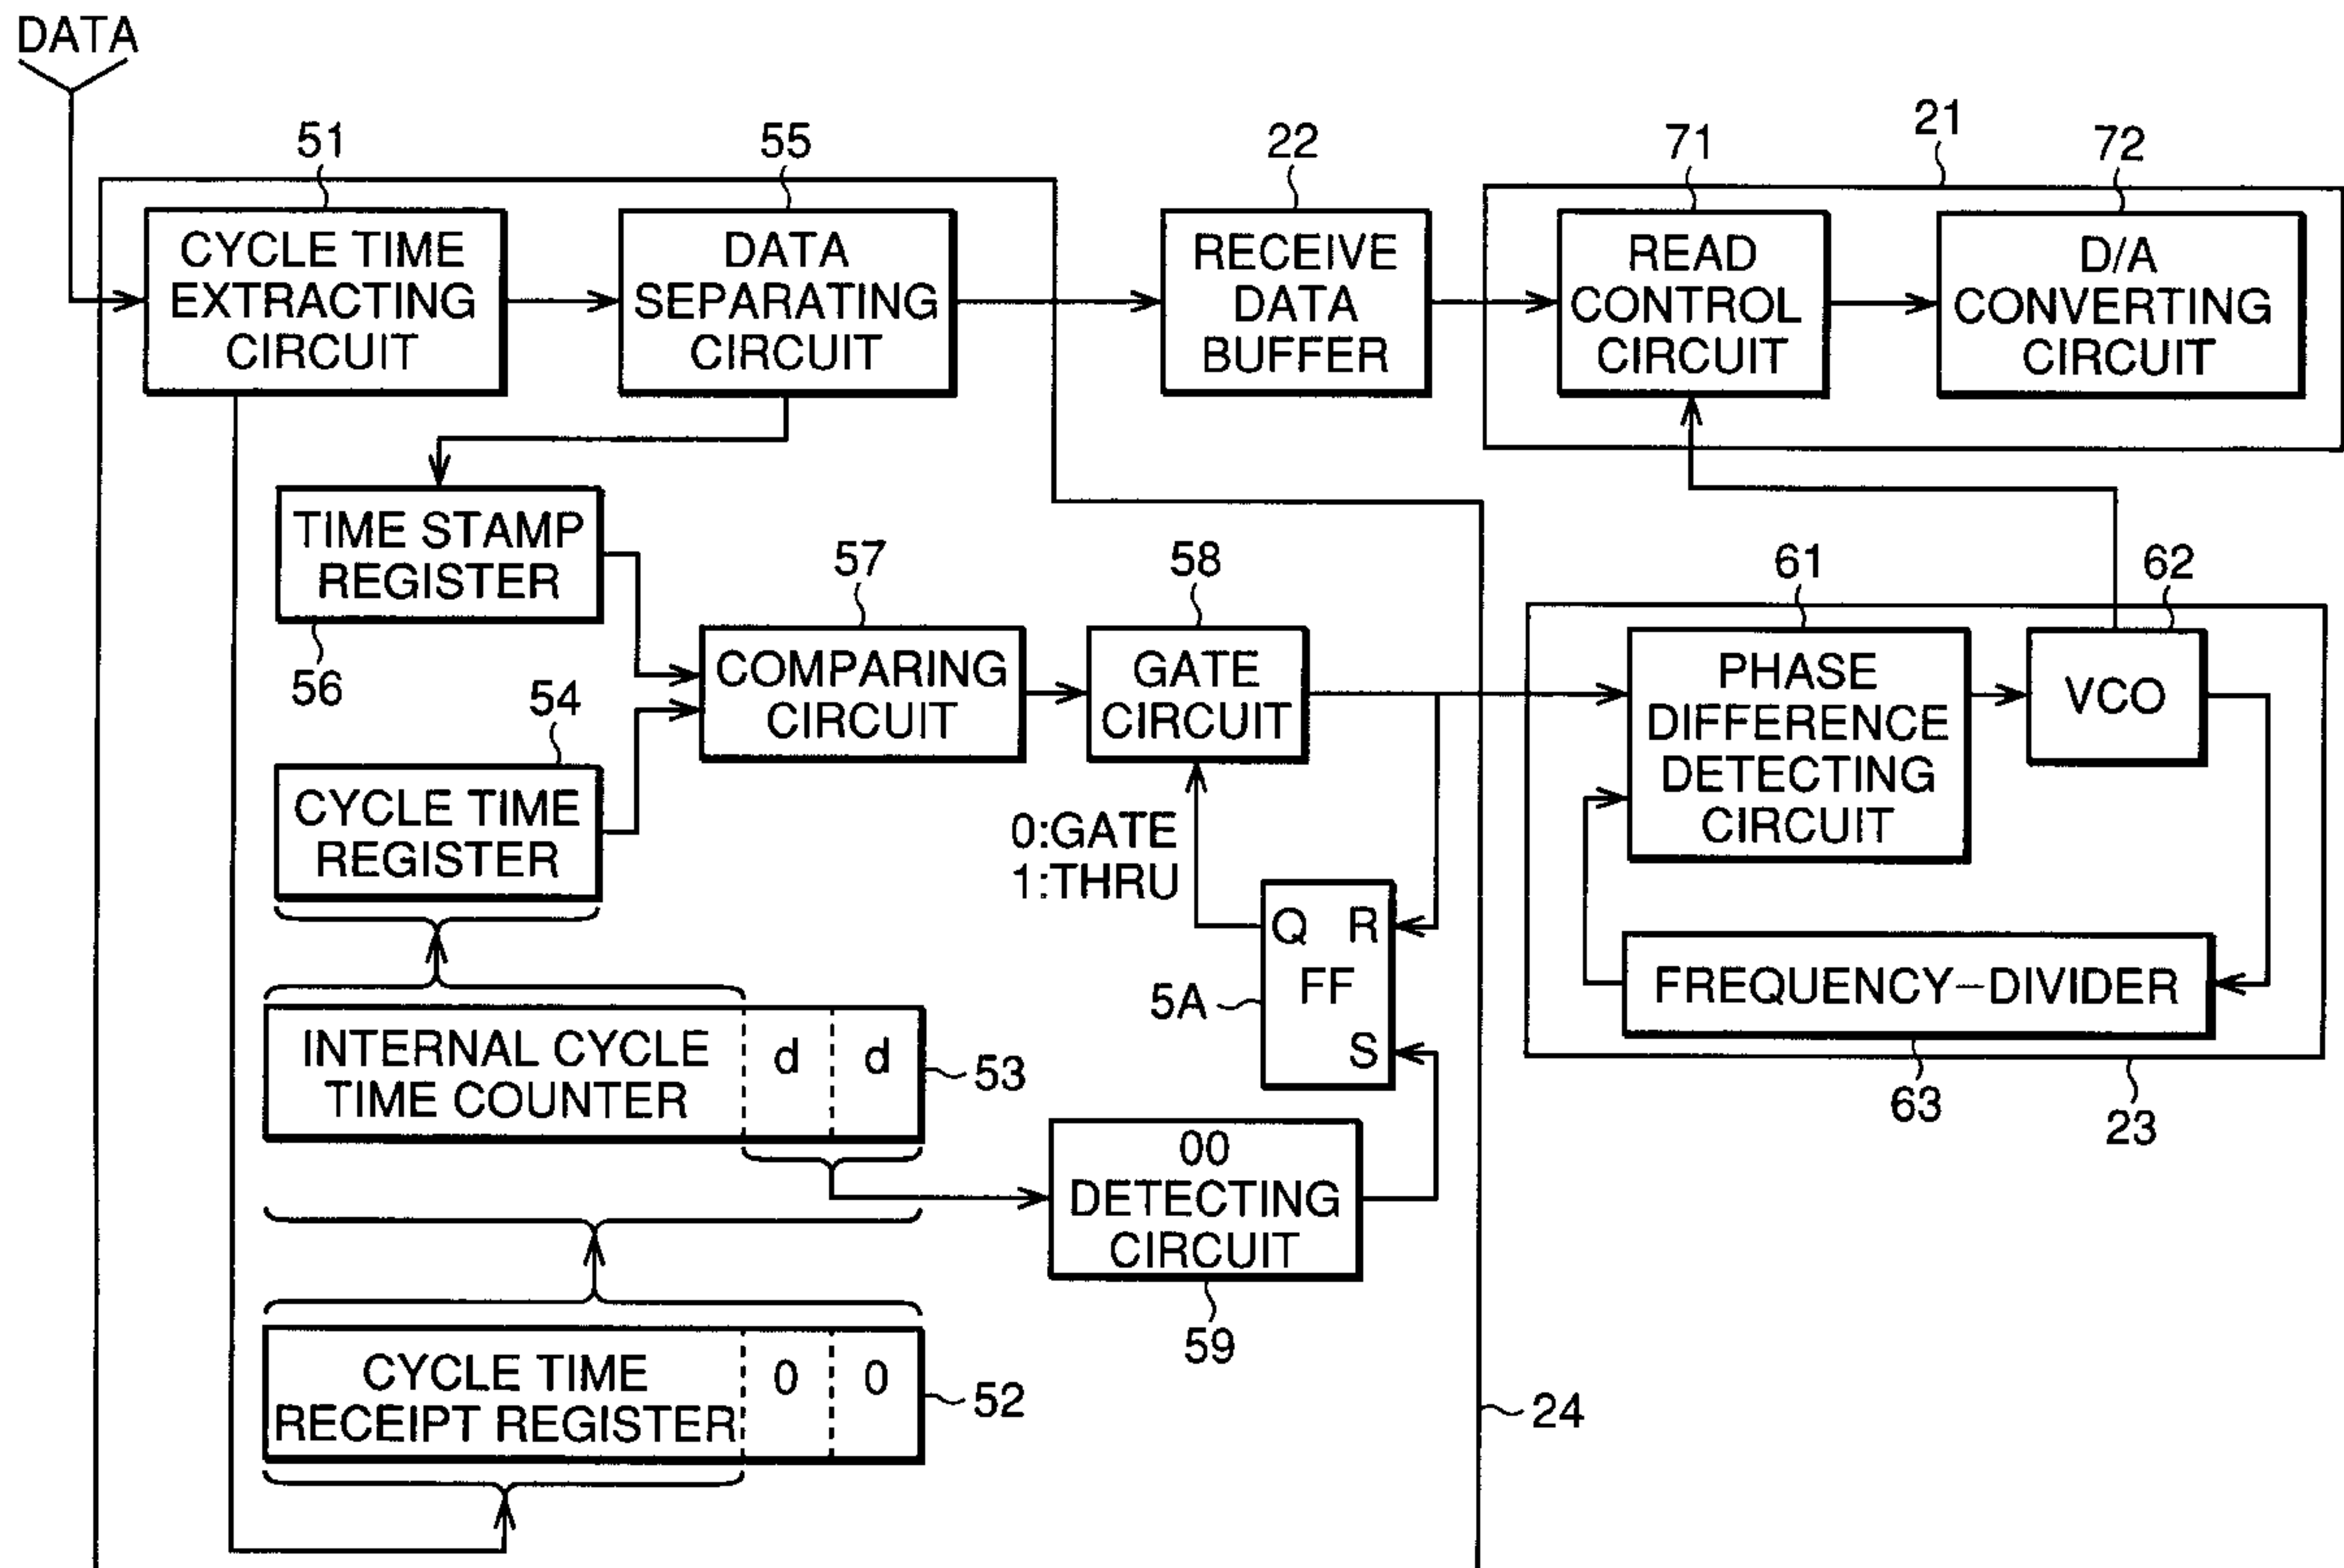 DATA
51
55
22
71
21
72
CYCLE TIME
EXTRACTING
CIRCUIT
DATA
SEPARATING
CIRCUIT
RECEIVE
DATA
BUFFER
READ
CONTROL
CIRCUIT
D/A
CONVERTING
CIRCUIT
TIME STAMP
REGISTER
56
57
58
61
62
54
COMPARING
CIRCUIT
GATE
CIRCUIT
PHASE
DIFFERENCE
DETECTING
CIRCUIT
VCO
CYCLE TIME
REGISTER
0:GATE
1:THRU
Q R
FF
S
5A
FREQUENCY-DIVIDER
63
23
INTERNAL CYCLE
TIME COUNTER
d d
53
00
DETECTING
CIRCUIT
59
CYCLE TIME
RECEIPT REGISTER
0 0
52
24